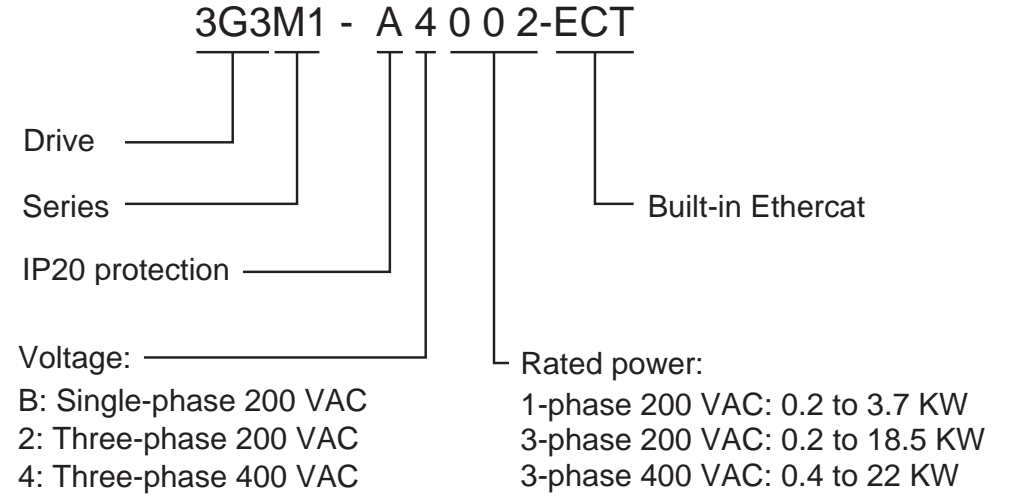 3G3M1 - A 4 0 0 2-ECT
Drive
Series
Built-in Ethercat
IP20 protection
Voltage:
B: Single-phase 200 VAC
2: Three-phase 200 VAC
4: Three-phase 400 VAC
Rated power:
1-phase 200 VAC: 0.2 to 3.7 KW
3-phase 200 VAC: 0.2 to 18.5 KW
3-phase 400 VAC: 0.4 to 22 KW